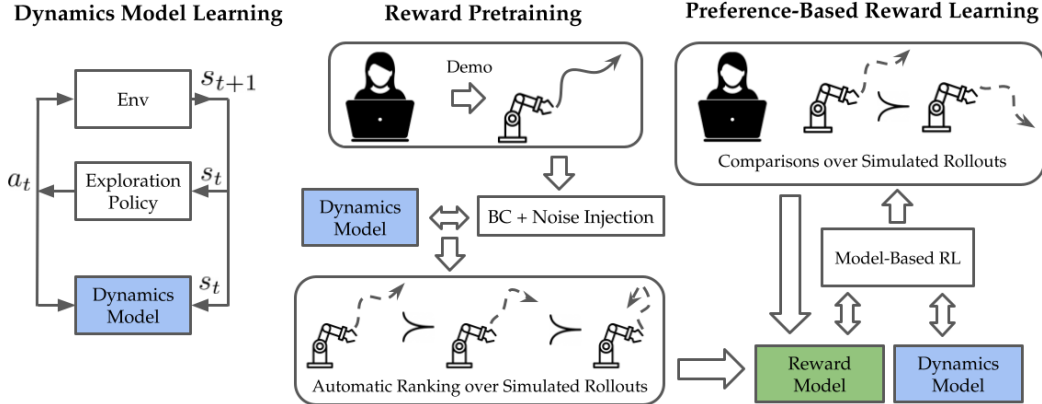 Dynamics Model Learning
Env
s_{t+1}
a_t
Exploration
Policy
s_t
Dynamics
Model
s_t
Reward Pretraining
Demo
Dynamics
Model
BC + Noise Injection
Automatic Ranking over Simulated Rollouts
Preference-Based Reward Learning
Comparisons over Simulated Rollouts
Model-Based RL
Reward
Model
Dynamics
Model